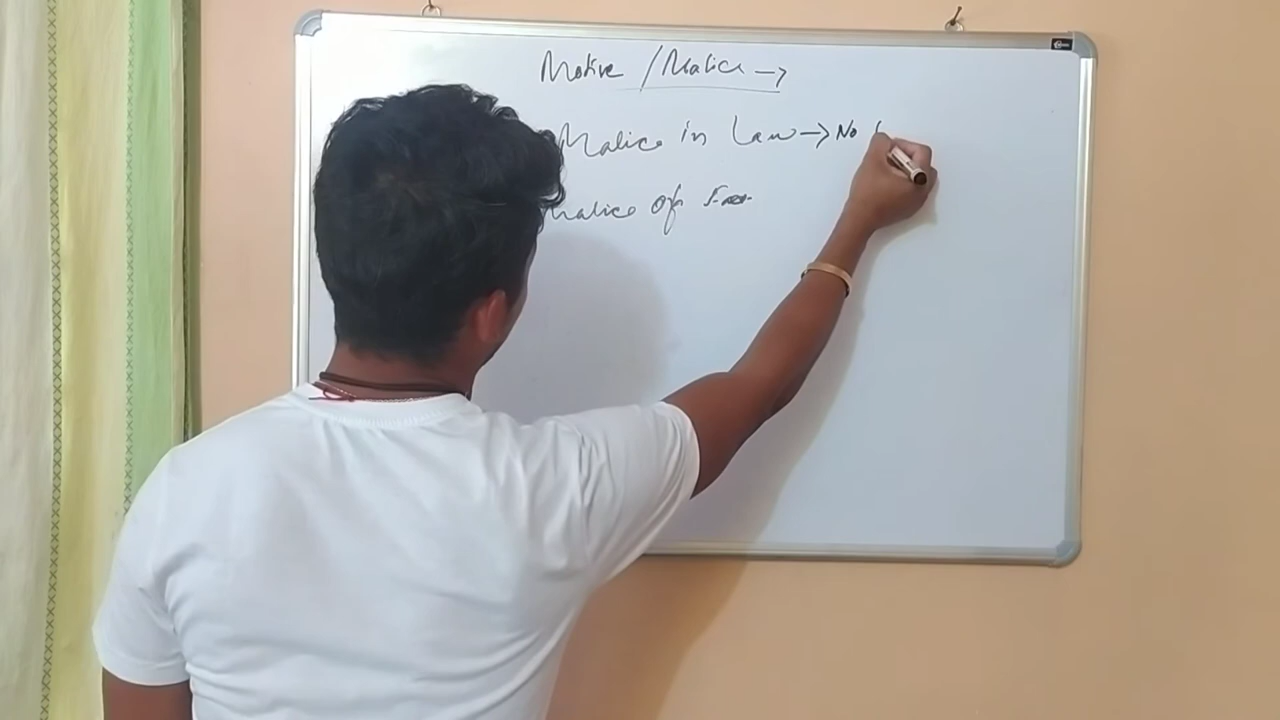 Motive / Malice →
Malice in Law → No
Malice of